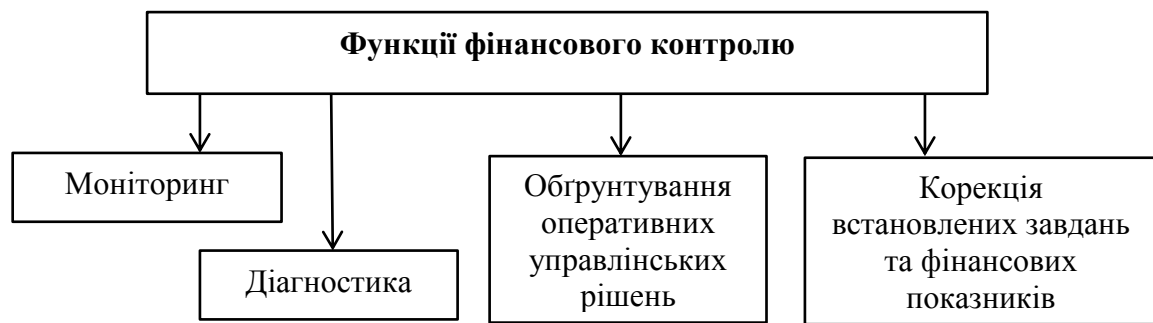 Функції фінансового контролю
Моніторинг
Діагностика
Обґрунтування
оперативних
управлінських
рішень
Корекція
встановлених завдань
та фінансових
показників